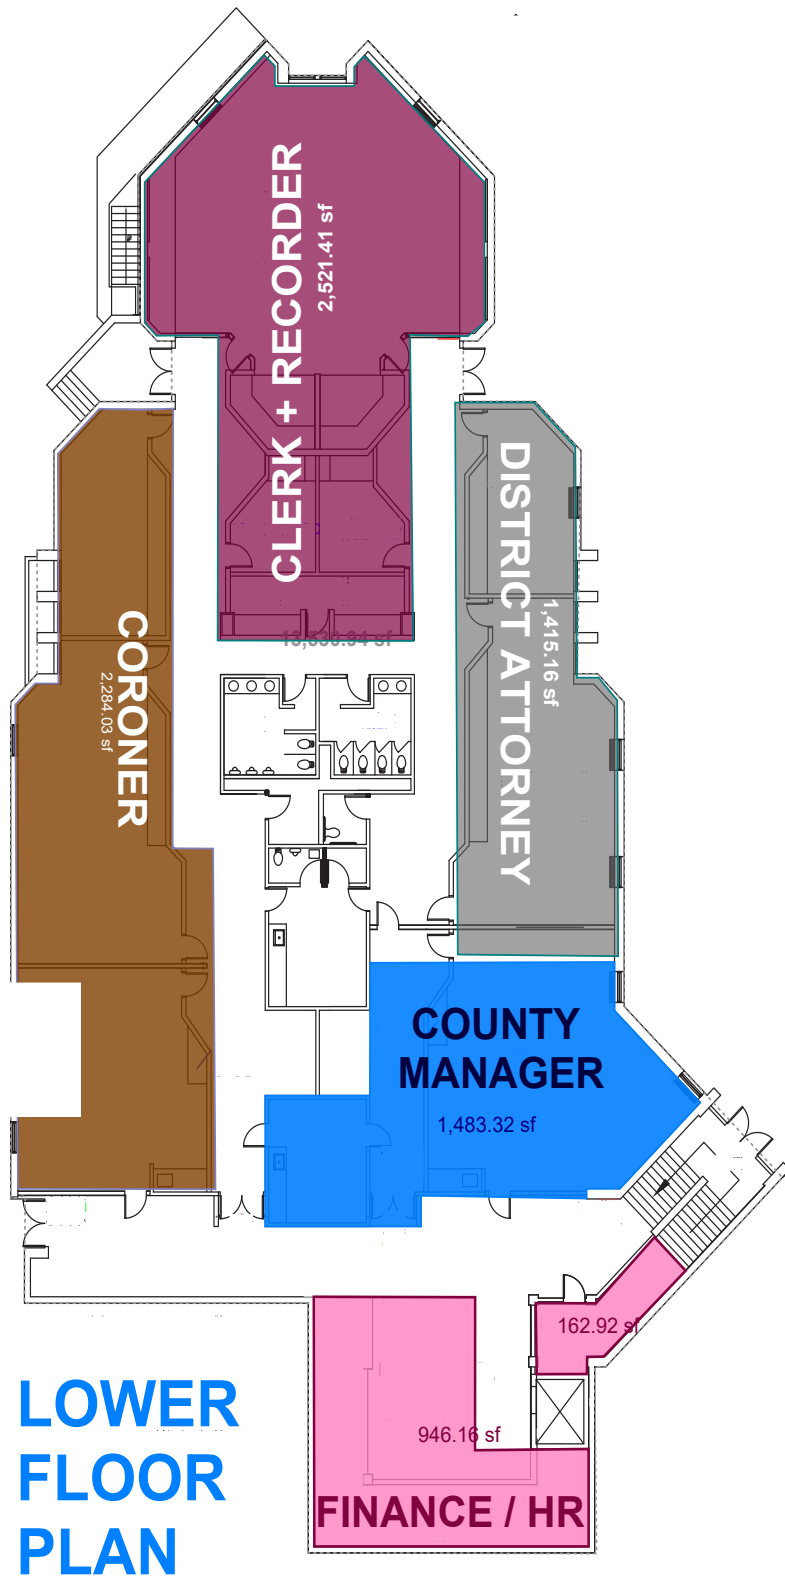 CLERK + RECORDER
2,521.41 sf
DISTRICT ATTORNEY
1,415.16 sf
CORONER
2,284.03 sf
COUNTY
MANAGER
1,483.32 sf
162.92 sf
946.16 sf
FINANCE / HR
LOWER
FLOOR
PLAN